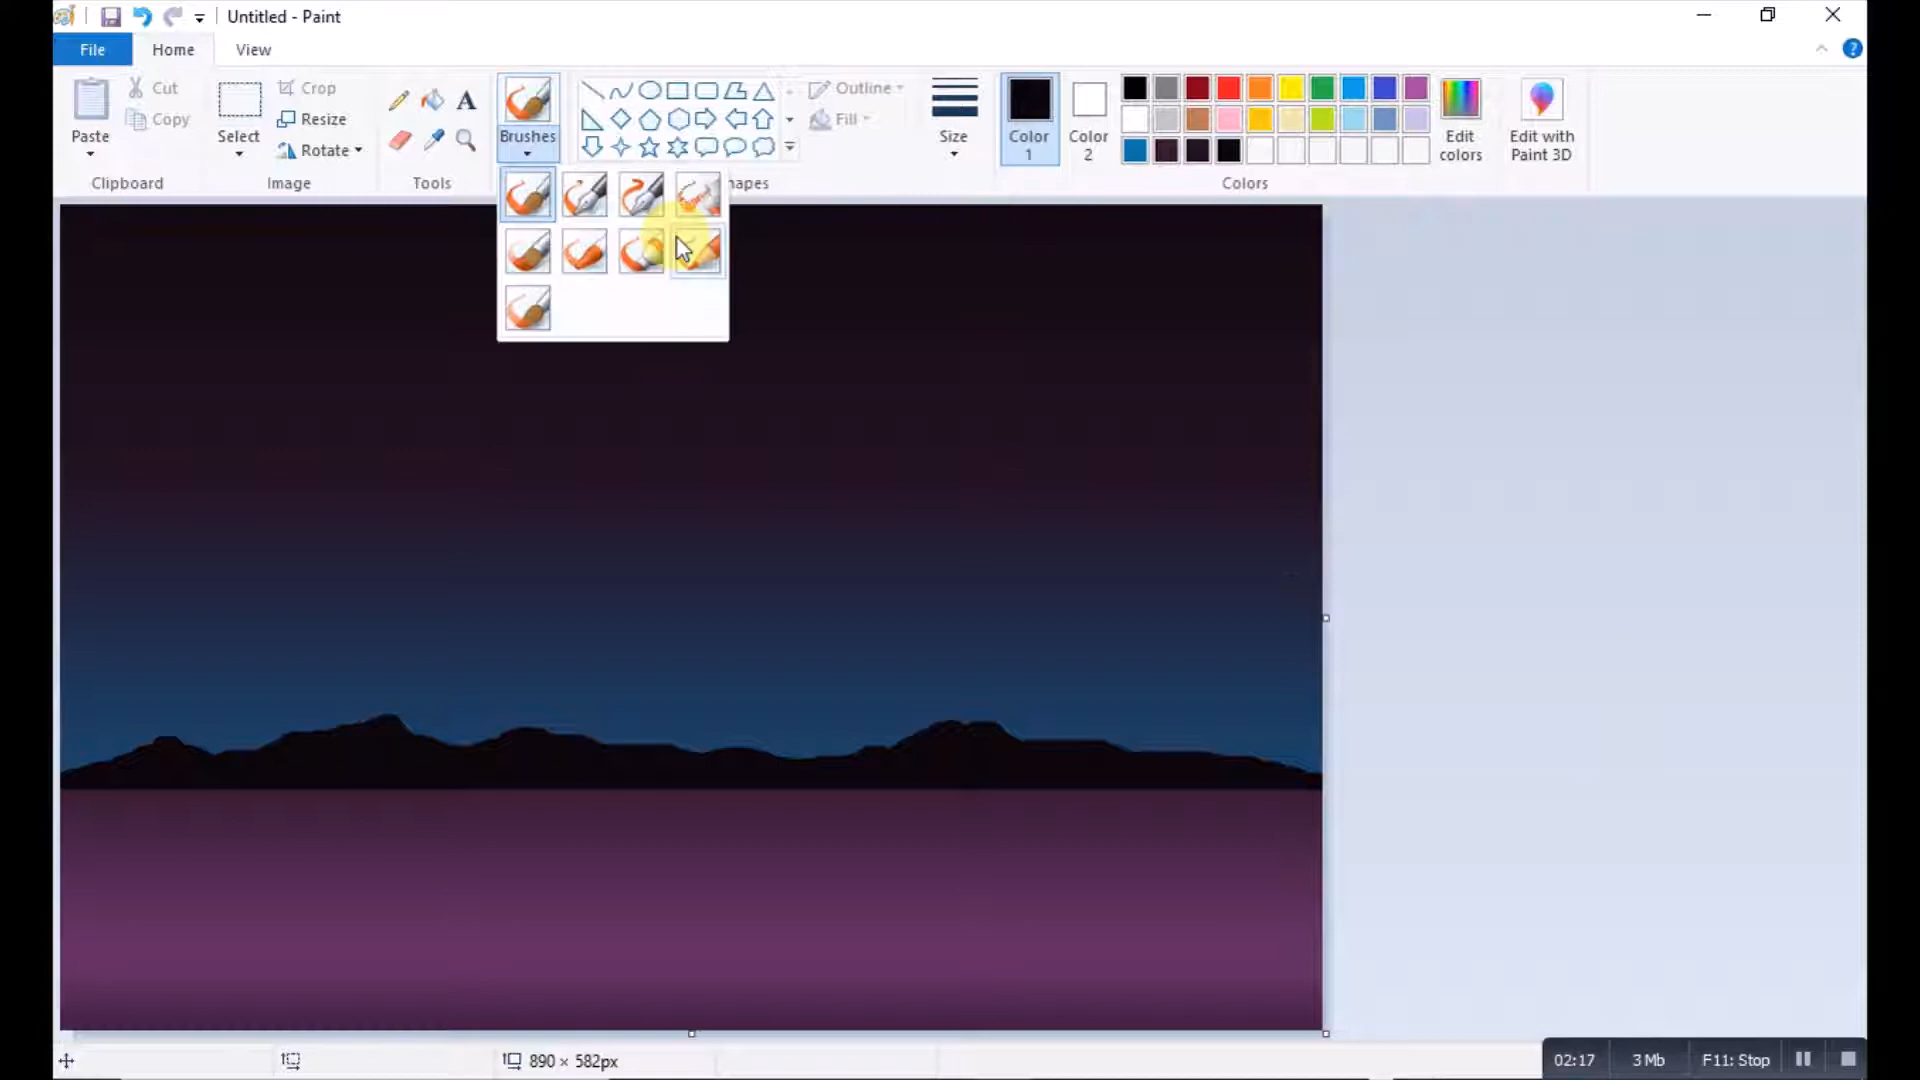 Untitled - Paint
File Home View
Paste Cut Copy Clipboard
Select Crop Resize Rotate Image
A
Tools
Brushes
hapes
Outline Fill
Size
Color 1
Color 2
Edit colors
Edit with Paint 3D
Colors
890 × 582px
02:17 3 Mb F11: Stop